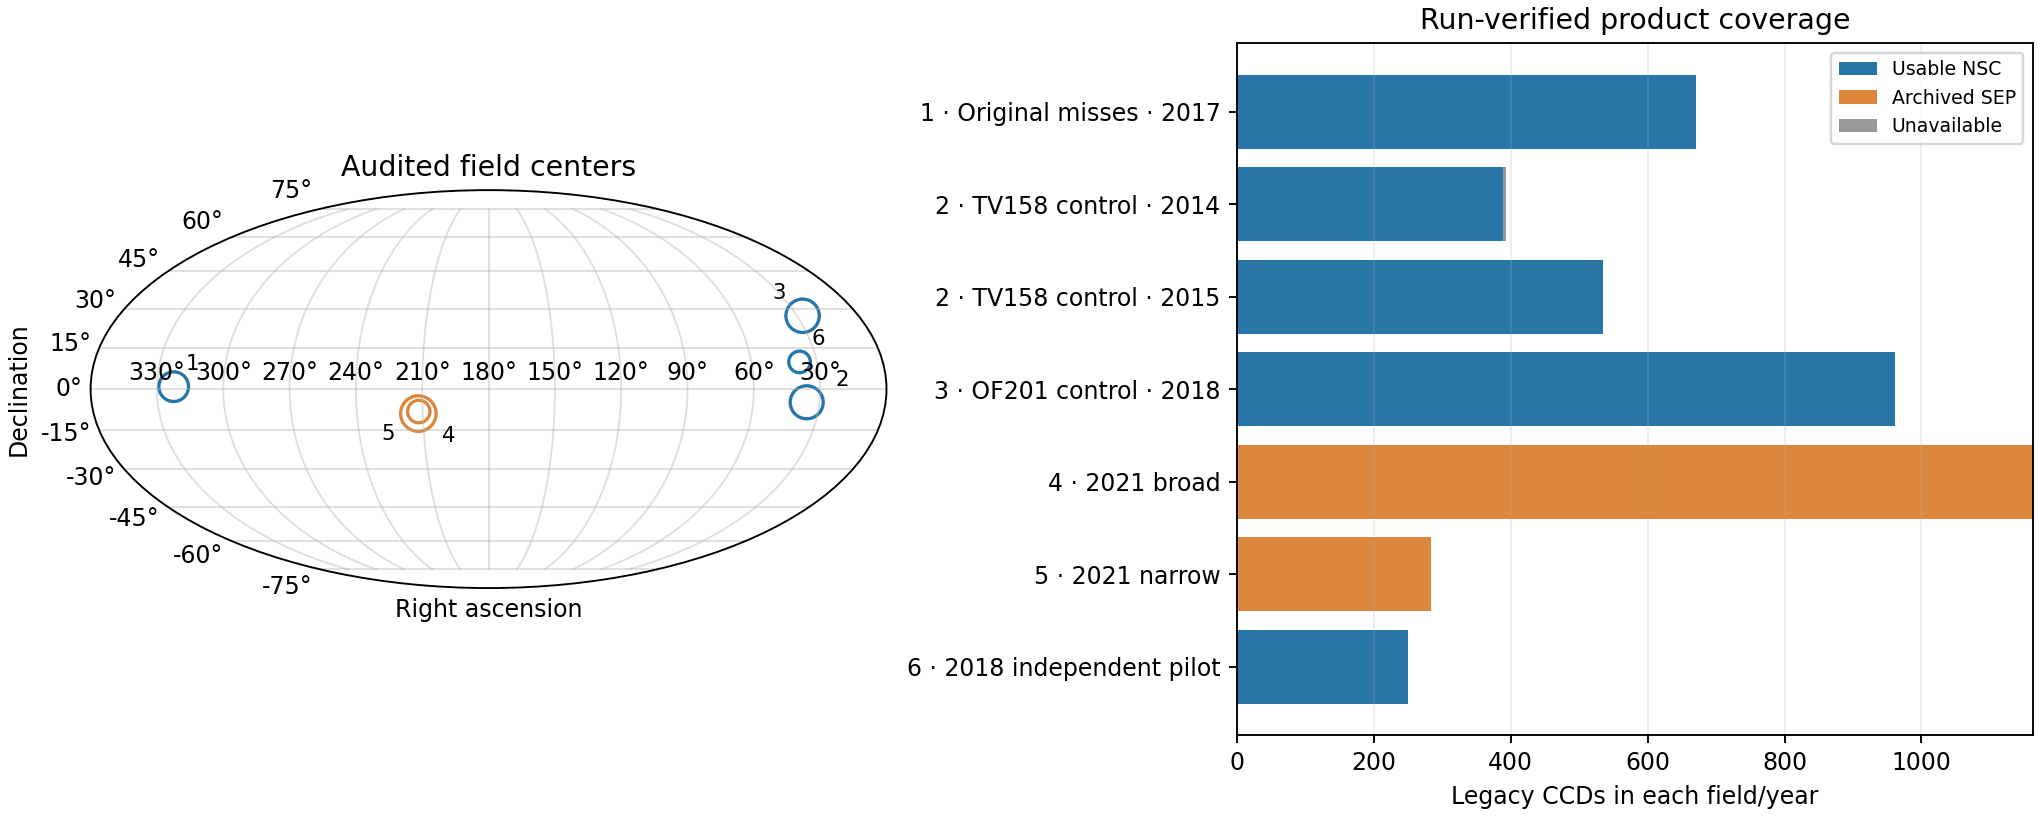 Audited field centers
75°
60°
45°
30°
15°
0°
-15°
-30°
-45°
-60°
-75°
Declination
330° 300° 270° 240° 210° 180° 150° 120° 90° 60° 30°
1
2
3
4
5
6
Right ascension
Run-verified product coverage
Usable NSC
Archived SEP
Unavailable
1 · Original misses · 2017
2 · TV158 control · 2014
2 · TV158 control · 2015
3 · OF201 control · 2018
4 · 2021 broad
5 · 2021 narrow
6 · 2018 independent pilot
0 200 400 600 800 1000
Legacy CCDs in each field/year